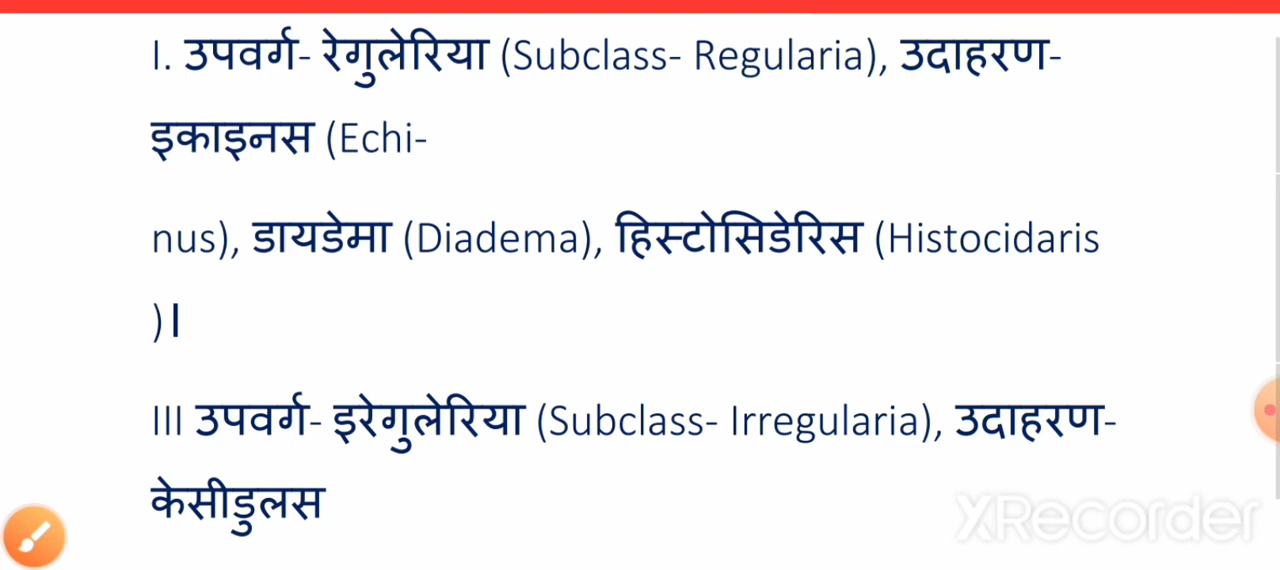 I. उपवर्ग- रेगुलेरिया (Subclass- Regularia), उदाहरण-
इकाइनस (Echi-
nus), डायडेमा (Diadema), हिस्टोसिडेरिस (Histocidaris
)।
III उपवर्ग- इरेगुलेरिया (Subclass- Irregularia), उदाहरण-
केसीडुलस
XRecorder